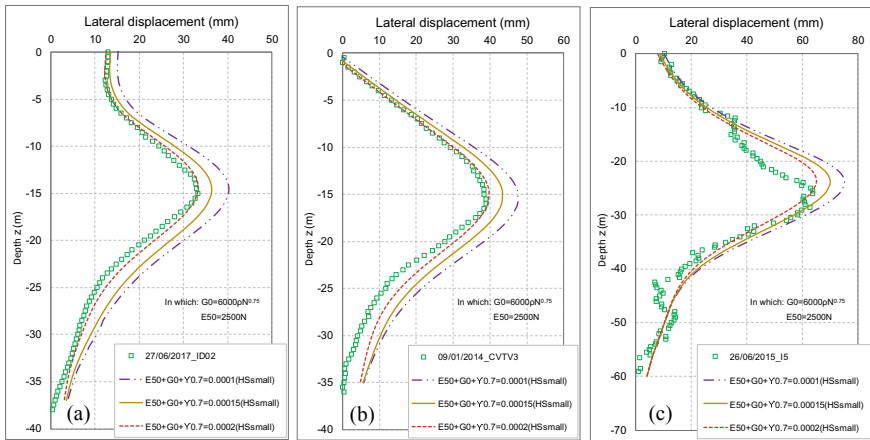 Lateral displacement (mm)
0 10 20 30 40 50
0
-5
-10
-15
-20
-25
-30
-35
-40
Depth z (m)
In which: G0=6000ρN^0.75
E50=2500N
27/06/2017_ID02
E50+G0+Y0.7=0.0001(HSsmall)
E50+G0+Y0.7=0.00015(HSsmall)
E50+G0+Y0.7=0.0002(HSsmall)
(a)
Lateral displacement (mm)
0 10 20 30 40 50 60
0
-5
-10
-15
-20
-25
-30
-35
-40
Depth z (m)
In which: G0=6000ρN^0.75
E50=2500N
09/01/2014_CVTV3
E50+G0+Y0.7=0.0001(HSsmall)
E50+G0+Y0.7=0.00015(HSsmall)
E50+G0+Y0.7=0.0002(HSsmall)
(b)
Lateral displacement (mm)
0 20 40 60 80
0
-10
-20
-30
-40
-50
-60
-70
Depth z (m)
In which: G0=6000ρN^0.75
E50=2500N
26/06/2015_I5
E50+G0+Y0.7=0.0001(HSsmall)
E50+G0+Y0.7=0.00015(HSsmall)
E50+G0+Y0.7=0.0002(HSsmall)
(c)